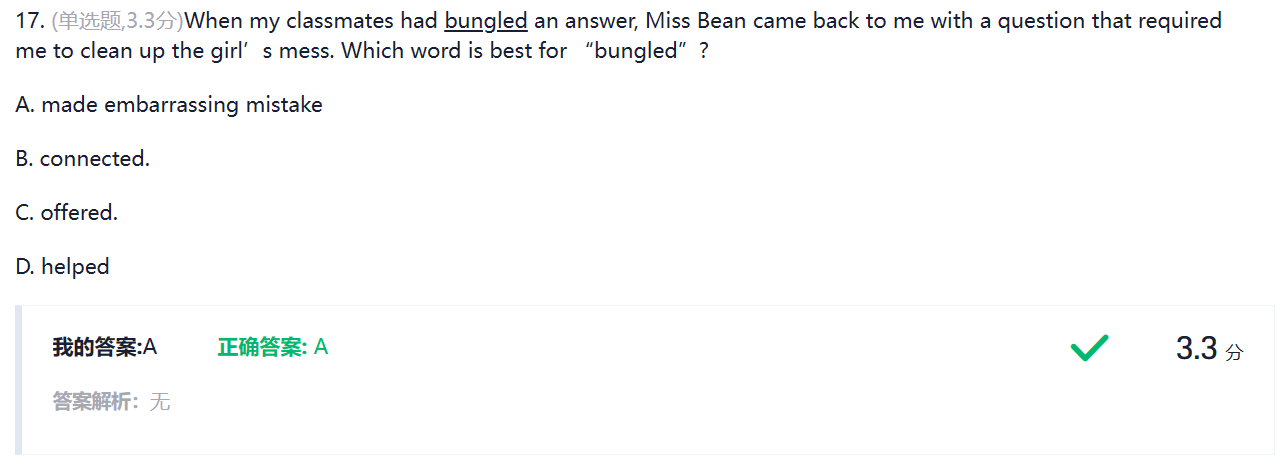 17. (单选题,3.3分)When my classmates had bungled an answer, Miss Bean came back to me with a question that required
me to clean up the girl’s mess. Which word is best for “bungled”?
A. made embarrassing mistake
B. connected.
C. offered.
D. helped
我的答案:A 正确答案: A 3.3 分
答案解析：无